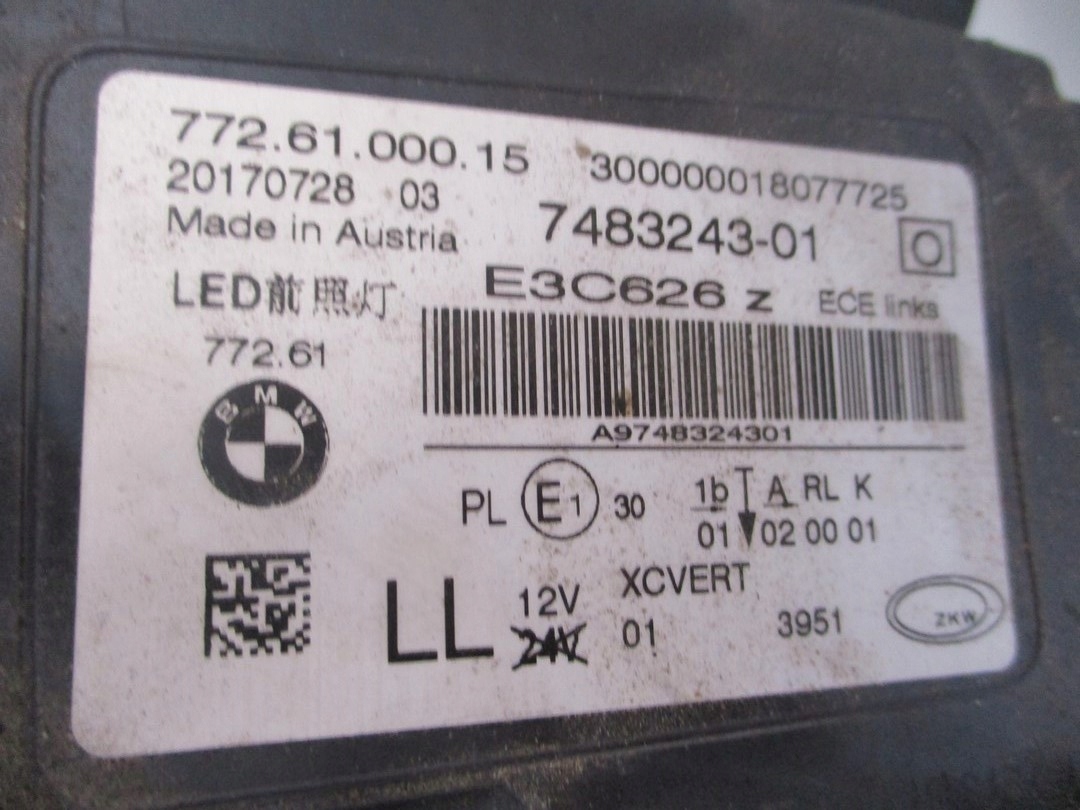 772.61.000.15 300000018077725
20170728 03
Made in Austria 7483243-01 O
LED前照灯 E3C626 z ECE links
772.61
BMW
A9748324301
PL E1 30 1b A RL K
01 02 00 01
LL 12V XCVERT
24V 01 3951 ZKW